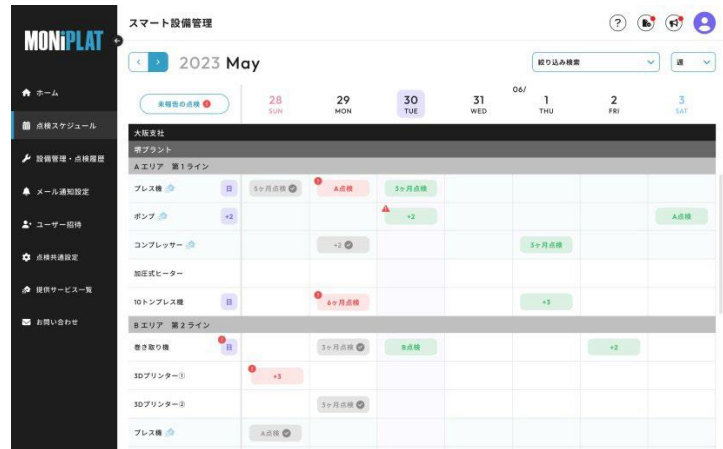 MONiPLAT
スマート設備管理
?
< > 2023 May 絞り込み検索 週
ホーム
点検スケジュール
設備管理・点検履歴
メール通知設定
ユーザー招待
点検共通設定
提供サービス一覧
お問い合わせ
未報告の点検 28 29 30 31 06/ 1 2 3
SUN MON TUE WED THU FRI SAT
大阪支社
堺プラント
Aエリア 第1ライン
プレス機 日 5ヶ月点検 A点検 3ヶ月点検
ポンプ +2 +2 A点検
コンプレッサー +2 3ヶ月点検
加圧式ヒーター
10トンプレス機 日 6ヶ月点検 +3
Bエリア 第2ライン
巻き取り機 日 3ヶ月点検 B点検 +2
3Dプリンター① +3
3Dプリンター② 3ヶ月点検
プレス機 A点検